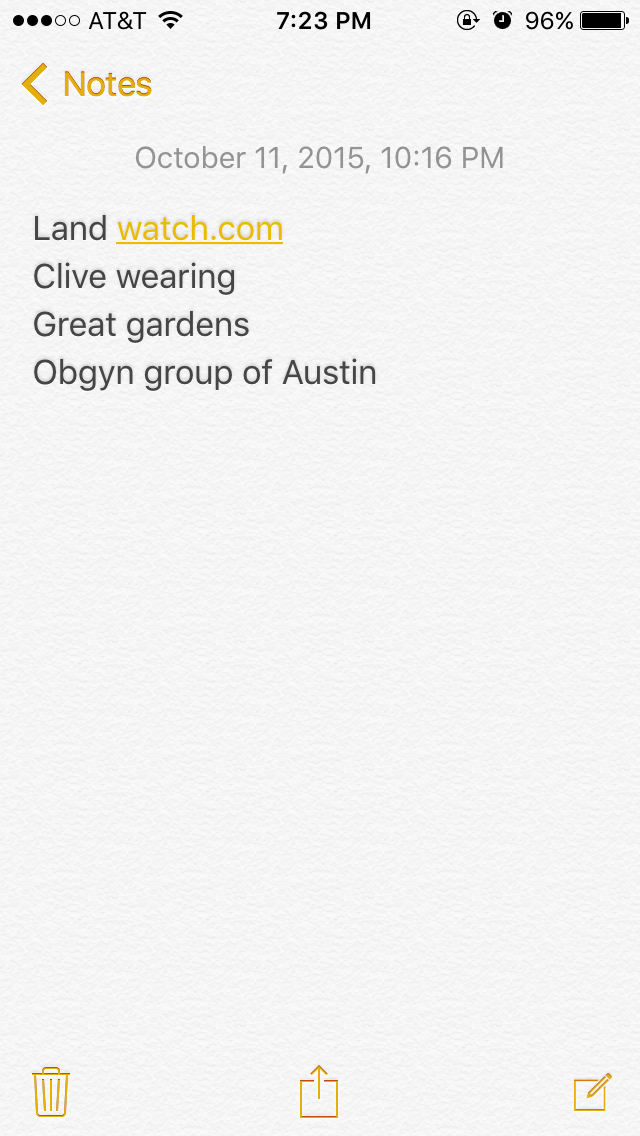 AT&T 7:23 PM 96%
Notes
October 11, 2015, 10:16 PM
Land watch.com
Clive wearing
Great gardens
Obgyn group of Austin